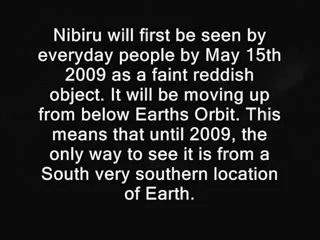 Nibiru will first be seen by
everyday people by May 15th
2009 as a faint reddish
object. It will be moving up
from below Earths Orbit. This
means that until 2009, the
only way to see it is from a
South very southern location
of Earth.